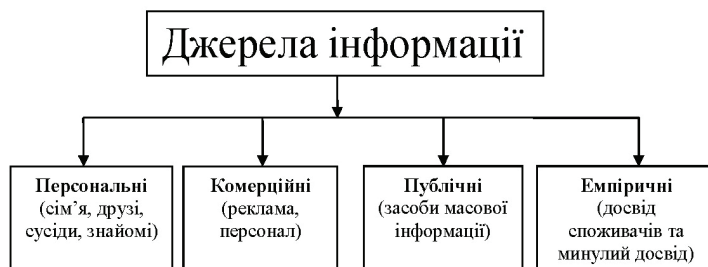 Джерела інформації
Персональні
(сім’я, друзі,
сусіди, знайомі)
Комерційні
(реклама,
персонал)
Публічні
(засоби масової
інформації)
Емпіричні
(досвід
споживачів та
минулий досвід)